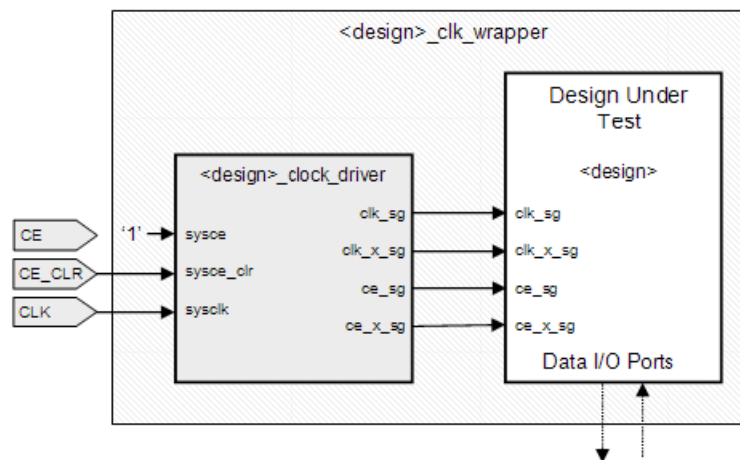 <design>_clk_wrapper
Design Under
Test
<design>
<design>_clock_driver
CE
CE_CLR
CLK
'1'
sysce
sysce_clr
sysclk
clk_sg
clk_x_sg
ce_sg
ce_x_sg
clk_sg
clk_x_sg
ce_sg
ce_x_sg
Data I/O Ports